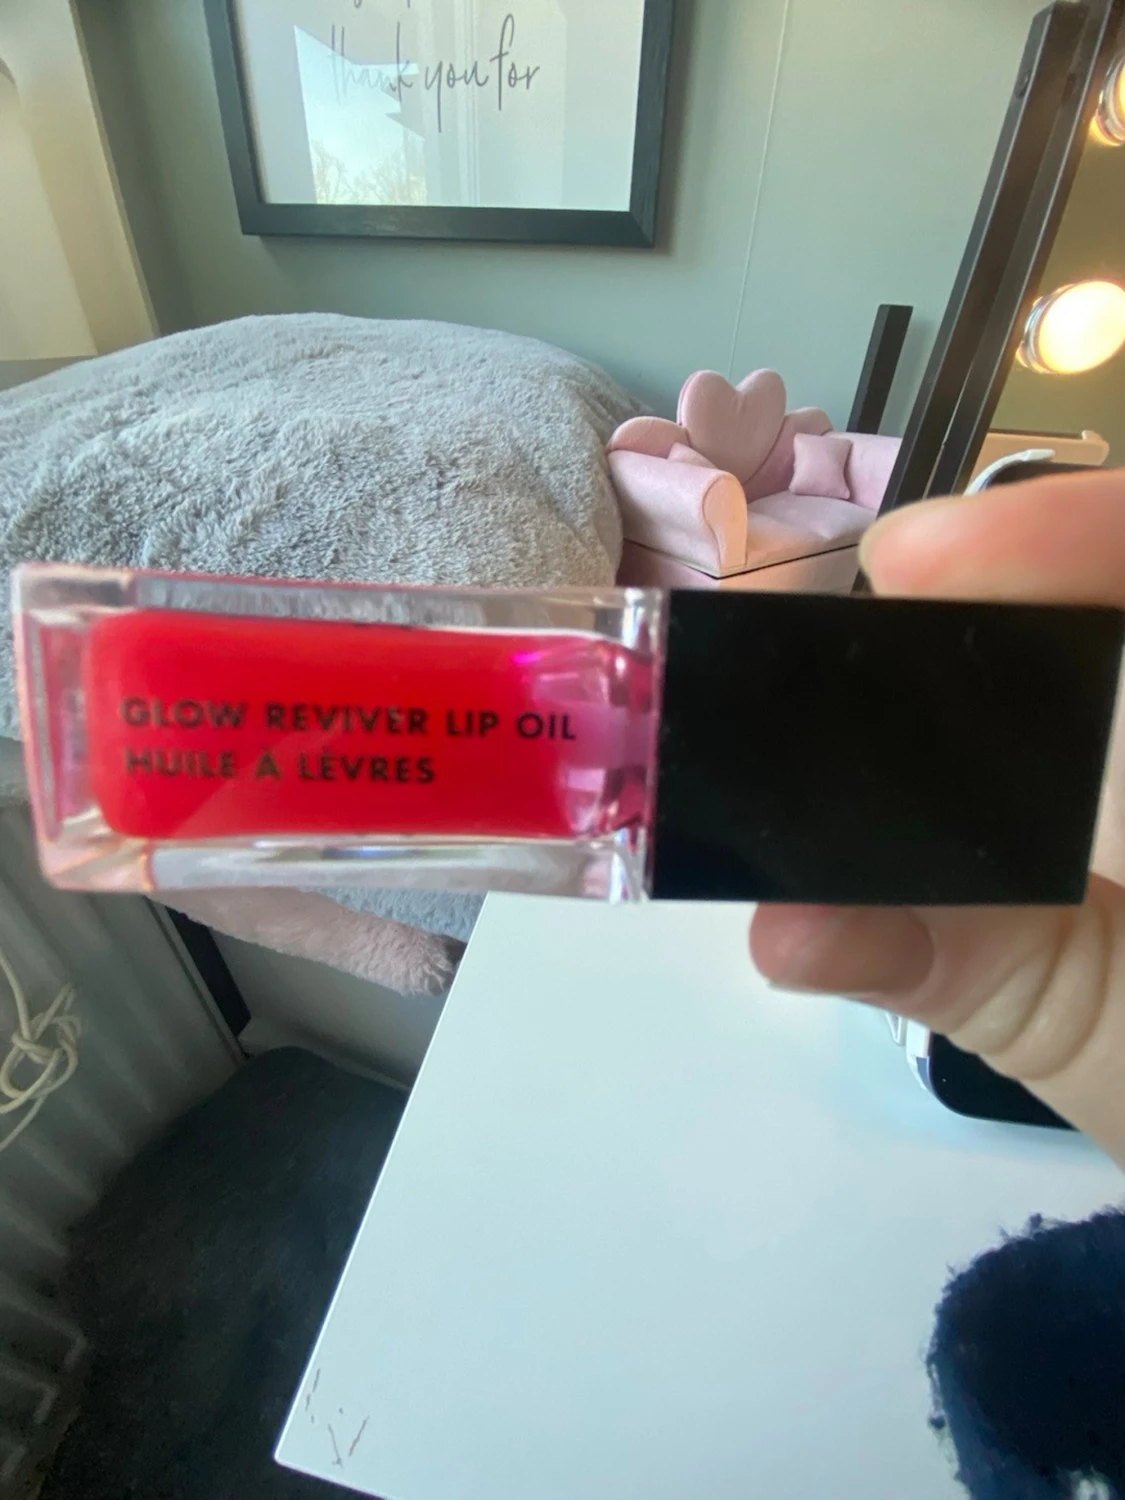 thank you for
GLOW REVIVER LIP OIL
HUILE À LÈVRES